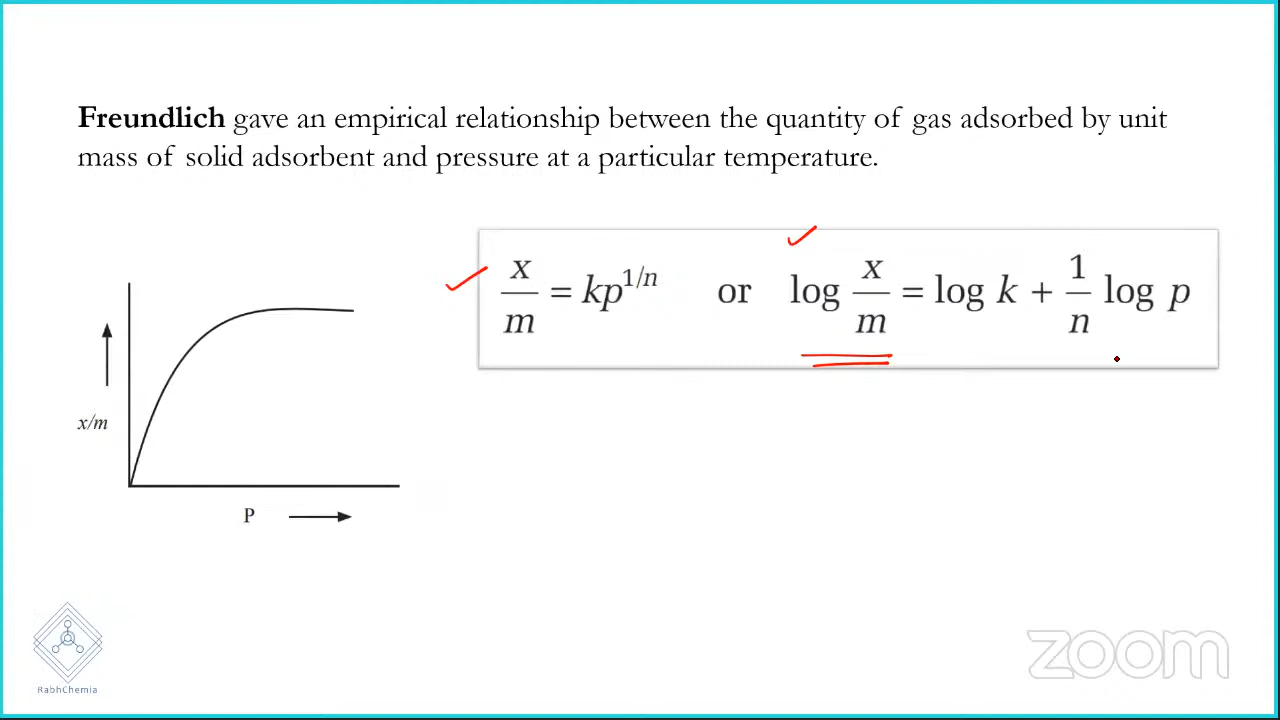 Freundlich gave an empirical relationship between the quantity of gas adsorbed by unit
mass of solid adsorbent and pressure at a particular temperature.
x/m = kp^1/n or log x/m = log k + 1/n log p
x/m
P
RabhChemia
zoom